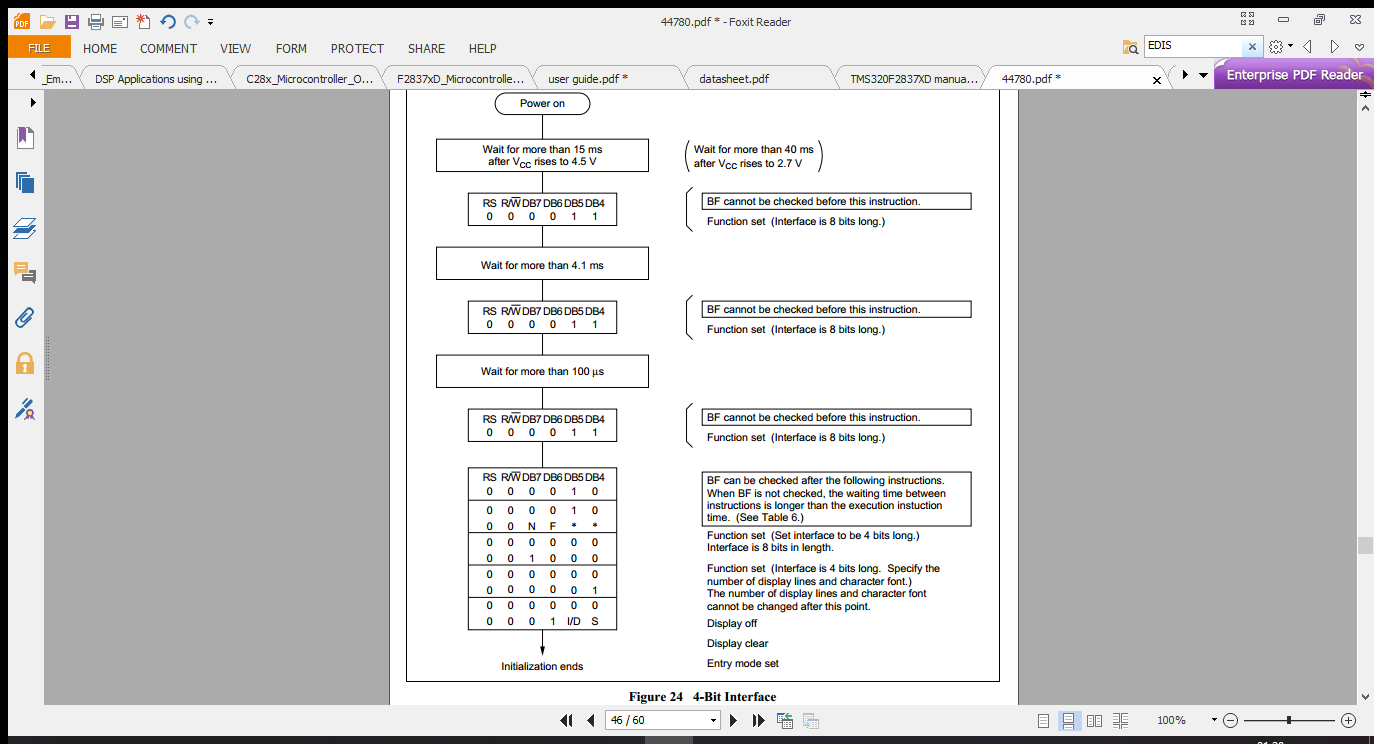 44780.pdf * - Foxit Reader
FILE HOME COMMENT VIEW FORM PROTECT SHARE HELP EDIS
_Em... DSP Applications using ... C28x_Microcontroller_O... F2837xD_Microcontrolle... user guide.pdf * datasheet.pdf TMS320F2837XD manua... 44780.pdf * Enterprise PDF Reader
Power on
Wait for more than 15 ms
after VCC rises to 4.5 V
Wait for more than 40 ms
after VCC rises to 2.7 V
RS R/W̅ DB7 DB6 DB5 DB4
0 0 0 0 1 1
BF cannot be checked before this instruction.
Function set (Interface is 8 bits long.)
Wait for more than 4.1 ms
RS R/W̅ DB7 DB6 DB5 DB4
0 0 0 0 1 1
BF cannot be checked before this instruction.
Function set (Interface is 8 bits long.)
Wait for more than 100 µs
RS R/W̅ DB7 DB6 DB5 DB4
0 0 0 0 1 1
BF cannot be checked before this instruction.
Function set (Interface is 8 bits long.)
RS R/W̅ DB7 DB6 DB5 DB4
0 0 0 0 1 0
0 0 0 0 1 0
0 0 N F * *
0 0 0 0 0 0
0 0 1 0 0 0
0 0 0 0 0 0
0 0 0 0 0 1
0 0 0 0 0 0
0 0 0 1 I/D S
Initialization ends
BF can be checked after the following instructions.
When BF is not checked, the waiting time between
instructions is longer than the execution instuction
time. (See Table 6.)
Function set (Set interface to be 4 bits long.)
Interface is 8 bits in length.
Function set (Interface is 4 bits long. Specify the
number of display lines and character font.)
The number of display lines and character font
cannot be changed after this point.
Display off
Display clear
Entry mode set
Figure 24 4-Bit Interface
46 / 60 100%